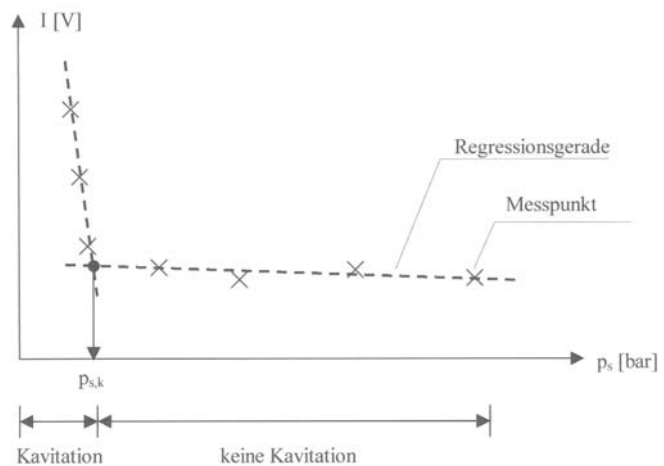 I [V]
Regressionsgerade
Messpunkt
p_s [bar]
p_s,k
Kavitation
keine Kavitation